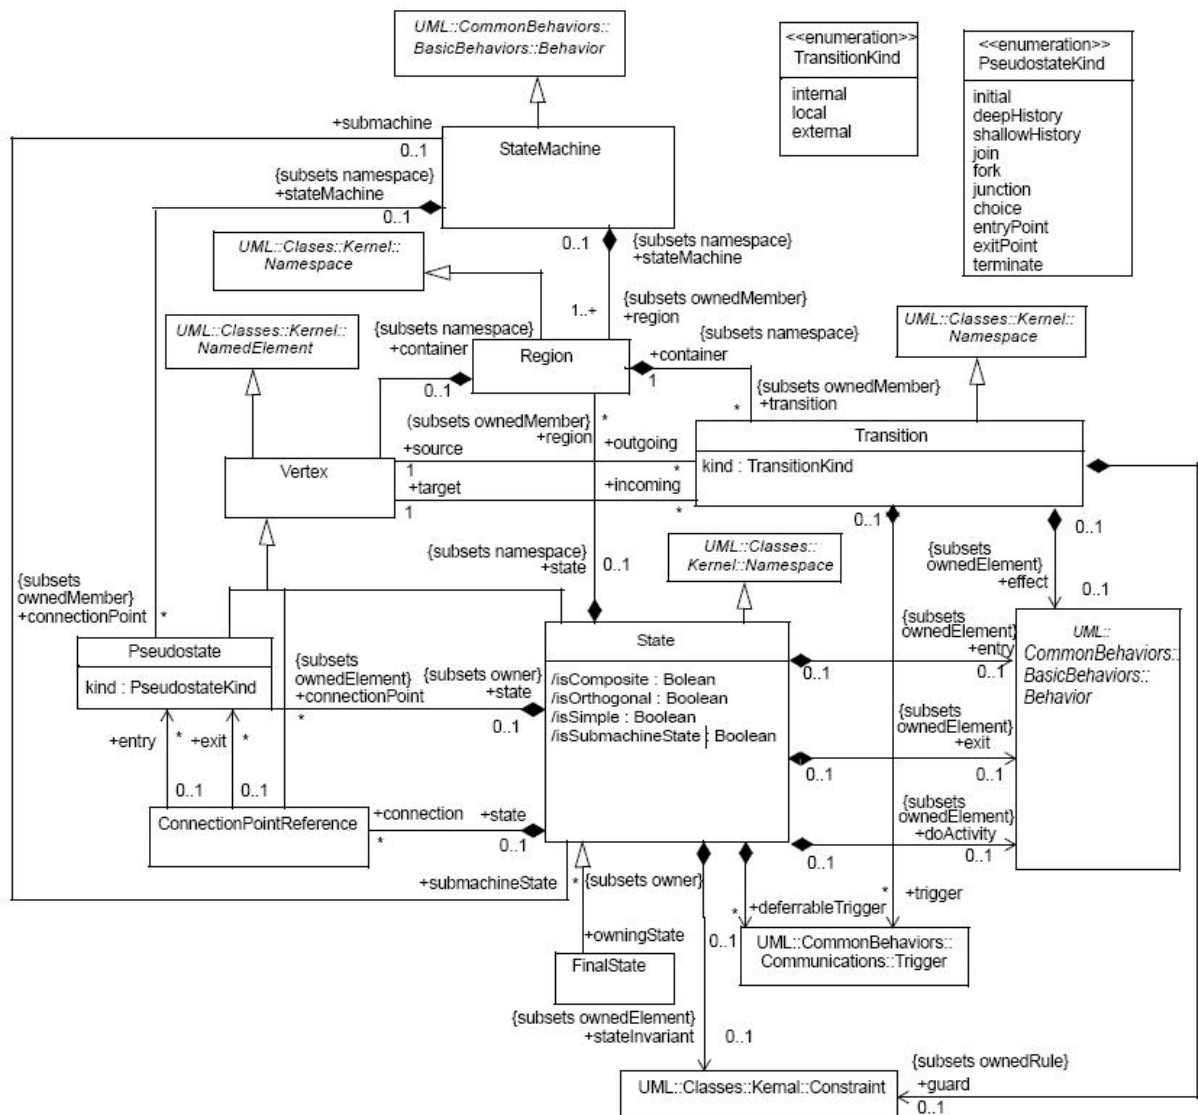 UML::CommonBehaviors::
BasicBehaviors::Behavior
<<enumeration>>
TransitionKind
internal
local
external
<<enumeration>>
PseudostateKind
initial
deepHistory
shallowHistory
join
fork
junction
choice
entryPoint
exitPoint
terminate
+submachine
0..1
StateMachine
{subsets namespace}
+stateMachine
0..1
0..1
{subsets namespace}
+stateMachine
UML::Clases::Kernel::
Namespace
1..+
{subsets ownedMember}
+region
UML::Classes::Kernel::
NamedElement
{subsets namespace}
+container
0..1
Region
{subsets namespace}
+container
1
UML::Classes::Kernel::
Namespace
{subsets ownedMember}
+transition
*
(subsets ownedMember}
+region
*
+source
1
+outgoing
*
Vertex
+target
1
+incoming
*
Transition
kind : TransitionKind
0..1
0..1
{subsets namespace}
+state
0..1
UML::Classes::
Kernel::Namespace
{subsets
ownedElement}
+effect
0..1
{subsets
ownedMember}
+connectionPoint
*
Pseudostate
kind : PseudostateKind
{subsets
ownedElement}
+connectionPoint
*
{subsets owner}
+state
0..1
State
/isComposite : Bolean
/isOrthogonal : Boolean
/isSimple : Boolean
/isSubmachineState : Boolean
{subsets
ownedElement}
+entry
0..1
0..1
UML::
CommonBehaviors::
BasicBehaviors::
Behavior
{subsets
ownedElement}
+exit
0..1
0..1
{subsets
ownedElement}
+doActivity
0..1
0..1
+entry
*
+exit
*
0..1
0..1
ConnectionPointReference
+connection
*
+state
0..1
+submachineState
*
{subsets owner}
0..1
*
+deferrableTrigger
*
+trigger
+owningState
FinalState
UML::CommonBehaviors::
Communications::Trigger
{subsets ownedElement}
+stateInvariant
0..1
UML::Classes::Kernal::Constraint
{subsets ownedRule}
+guard
0..1